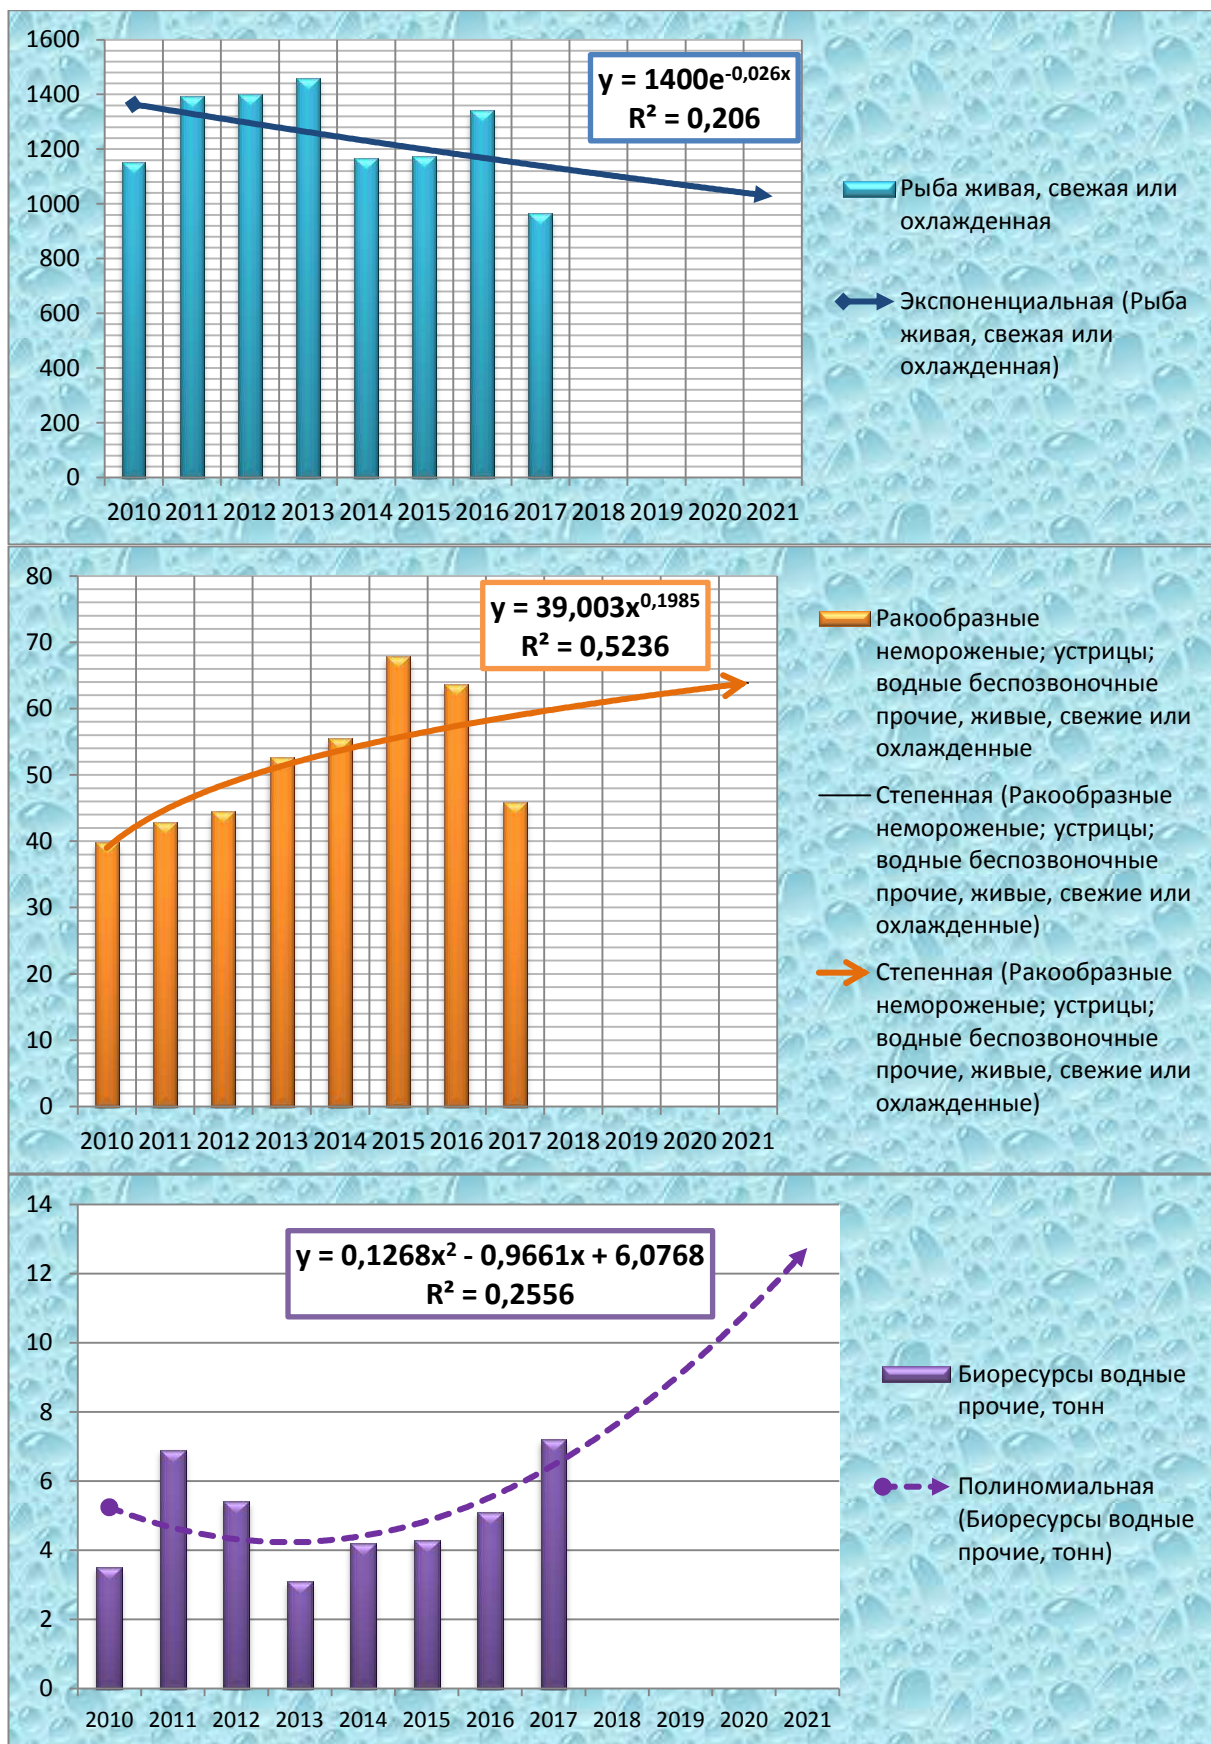 1600
1400
1200
1000
800
600
400
200
0
y = 1400e^-0,026x
R² = 0,206
2010 2011 2012 2013 2014 2015 2016 2017 2018 2019 2020 2021
Рыба живая, свежая или
охлажденная
Экспоненциальная (Рыба
живая, свежая или
охлажденная)
80
70
60
50
40
30
20
10
0
y = 39,003x^0,1985
R² = 0,5236
2010 2011 2012 2013 2014 2015 2016 2017 2018 2019 2020 2021
Ракообразные
немороженые; устрицы;
водные беспозвоночные
прочие, живые, свежие или
охлажденные
Степенная (Ракообразные
немороженые; устрицы;
водные беспозвоночные
прочие, живые, свежие или
охлажденные)
Степенная (Ракообразные
немороженые; устрицы;
водные беспозвоночные
прочие, живые, свежие или
охлажденные)
14
12
10
8
6
4
2
0
y = 0,1268x² - 0,9661x + 6,0768
R² = 0,2556
2010 2011 2012 2013 2014 2015 2016 2017 2018 2019 2020 2021
Биоресурсы водные
прочие, тонн
Полиномиальная
(Биоресурсы водные
прочие, тонн)